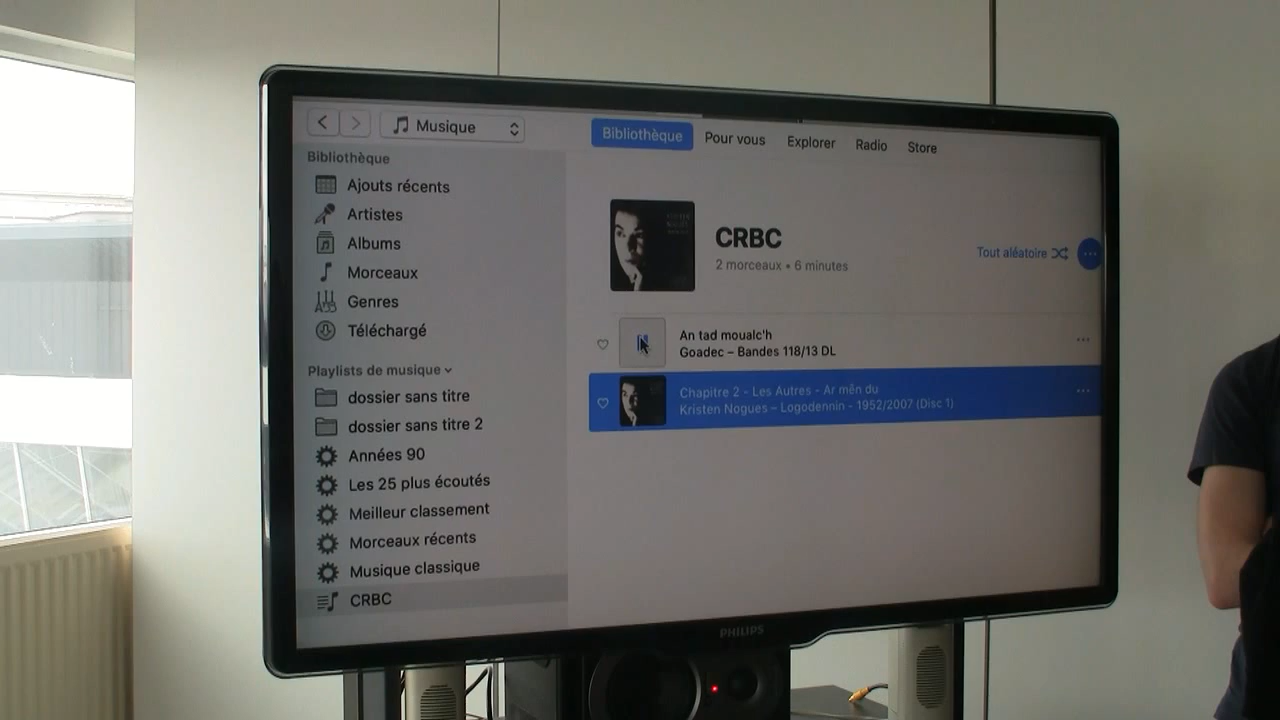 Musique
Bibliothèque
Pour vous
Explorer
Radio
Store
Bibliothèque
Ajouts récents
Artistes
Albums
Morceaux
Genres
Téléchargé
Playlists de musique
dossier sans titre
dossier sans titre 2
Années 90
Les 25 plus écoutés
Meilleur classement
Morceaux récents
Musique classique
CRBC
CRBC
2 morceaux • 6 minutes
Tout aléatoire
An tad moualc'h
Goadec – Bandes 118/13 DL
Chapitre 2 - Les Autres - Ar mên du
Kristen Nogues – Logodennin - 1952/2007 (Disc 1)
PHILIPS